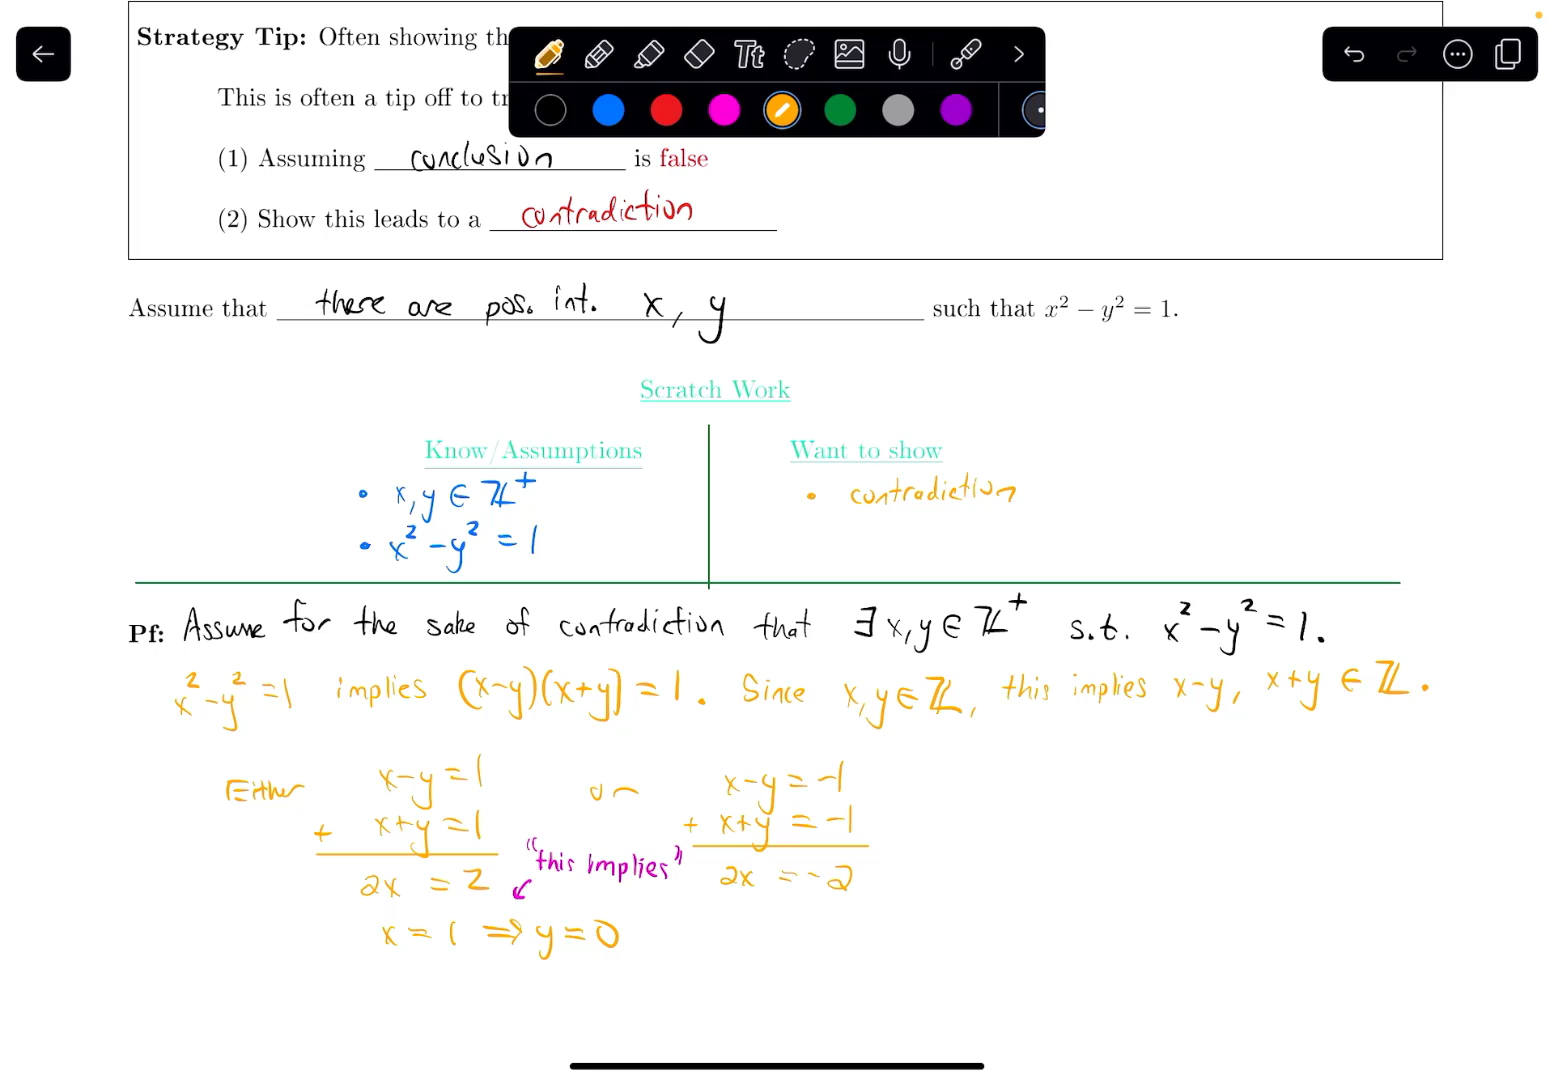 Strategy Tip: Often showing th
This is often a tip off to tr
Tt
(1) Assuming conclusion is false
(2) Show this leads to a contradiction
Assume that there are pos. int. x, y such that x² − y² = 1.
Scratch Work
Know/Assumptions Want to show
• x, y ∈ ℤ⁺ • contradiction
• x² − y² = 1
Pf: Assume for the sake of contradiction that ∃ x, y ∈ ℤ⁺ s.t. x² − y² = 1.
x² − y² = 1 implies (x−y)(x+y) = 1. Since x, y ∈ ℤ, this implies x−y, x+y ∈ ℤ.
Either x−y = 1 or x−y = −1
+ x+y = 1 + x+y = −1
"this implies"
2x = 2 2x = −2
x = 1 ⇒ y = 0